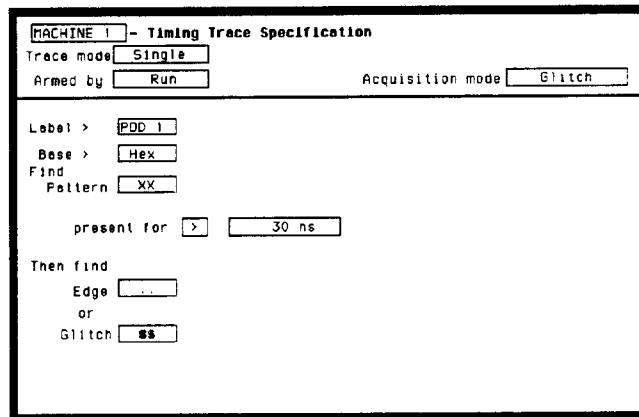 MACHINE 1 - Timing Trace Specification
Trace mode Single
Armed by Run Acquisition mode Glitch
Label > POD 1
Base > Hex
Find
Pattern XX
present for > 30 ns
Then find
Edge ..
or
Glitch $$